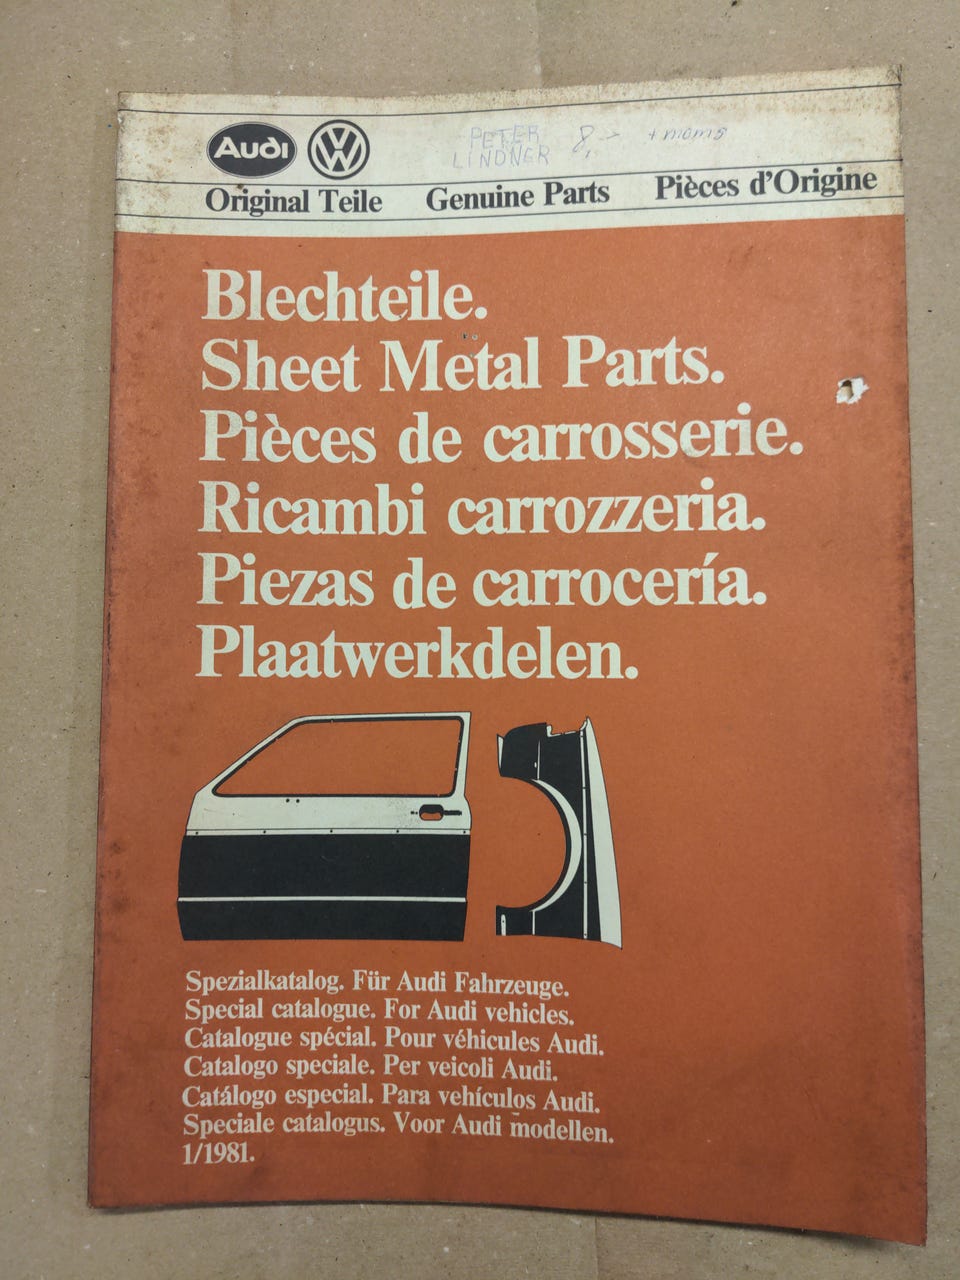 Audi VW
PETER 8,- + moms
LINDNER
Original Teile Genuine Parts Pièces d'Origine
Blechteile.
Sheet Metal Parts.
Pièces de carrosserie.
Ricambi carrozzeria.
Piezas de carrocería.
Plaatwerkdelen.
Spezialkatalog. Für Audi Fahrzeuge.
Special catalogue. For Audi vehicles.
Catalogue spécial. Pour véhicules Audi.
Catalogo speciale. Per veicoli Audi.
Catálogo especial. Para vehículos Audi.
Speciale catalogus. Voor Audi modellen.
1/1981.